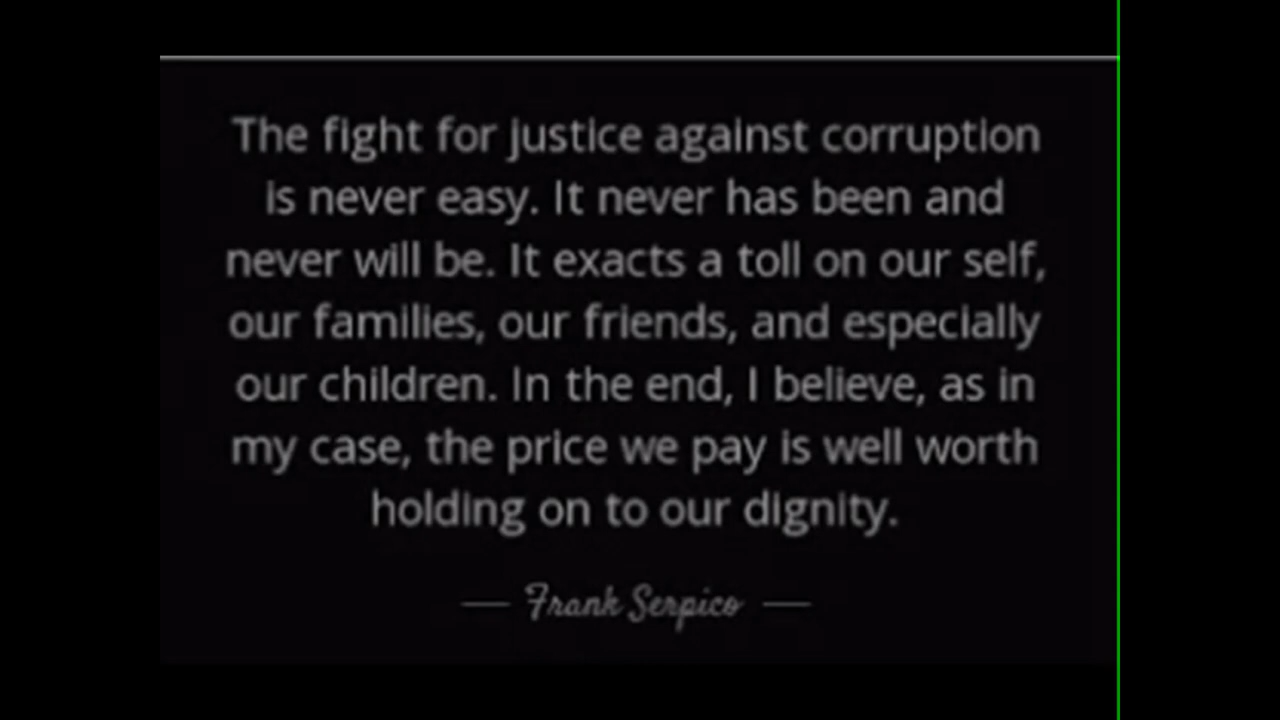 The fight for justice against corruption
is never easy. It never has been and
never will be. It exacts a toll on our self,
our families, our friends, and especially
our children. In the end, I believe, as in
my case, the price we pay is well worth
holding on to our dignity.
— Frank Serpico —